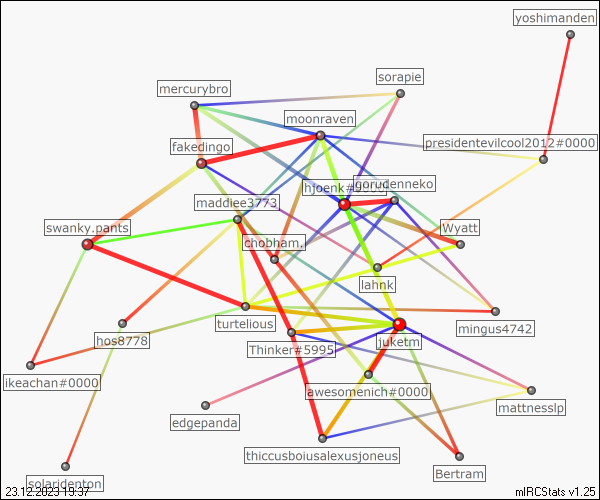 yoshimanden
sorapie
mercurybro
moonraven
presidentevilcool2012#0000
fakedingo
gorudenneko
maddiee3773
swanky.pants
Wyatt
chobham.
lahnk
turtelious
mingus4742
hos8778
Thinker#5995
juketm
ikeachan#0000
awesomenich#0000
mattnesslp
edgepanda
thiccusboiusalexusjoneus
Bertram
solaridenton
23.12.2023 19:37
mIRCStats v1.25